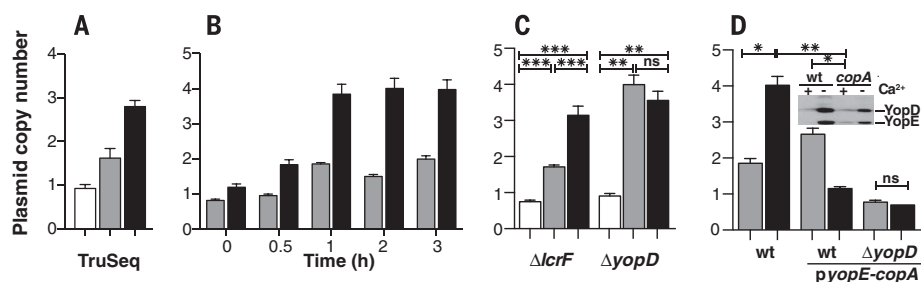 A
Plasmid copy number
4
3
2
1
0
TruSeq
B
5
4
3
2
1
0
0 0.5 1 2 3
Time (h)
C
5
4
3
2
1
0
*** **
*** *** ** ns
ΔlcrF ΔyopD
D
5
4
3
2
1
0
* **
*
wt copA
+ - + - Ca²⁺
YopD
YopE
ns
wt wt ΔyopD
pyopE-copA